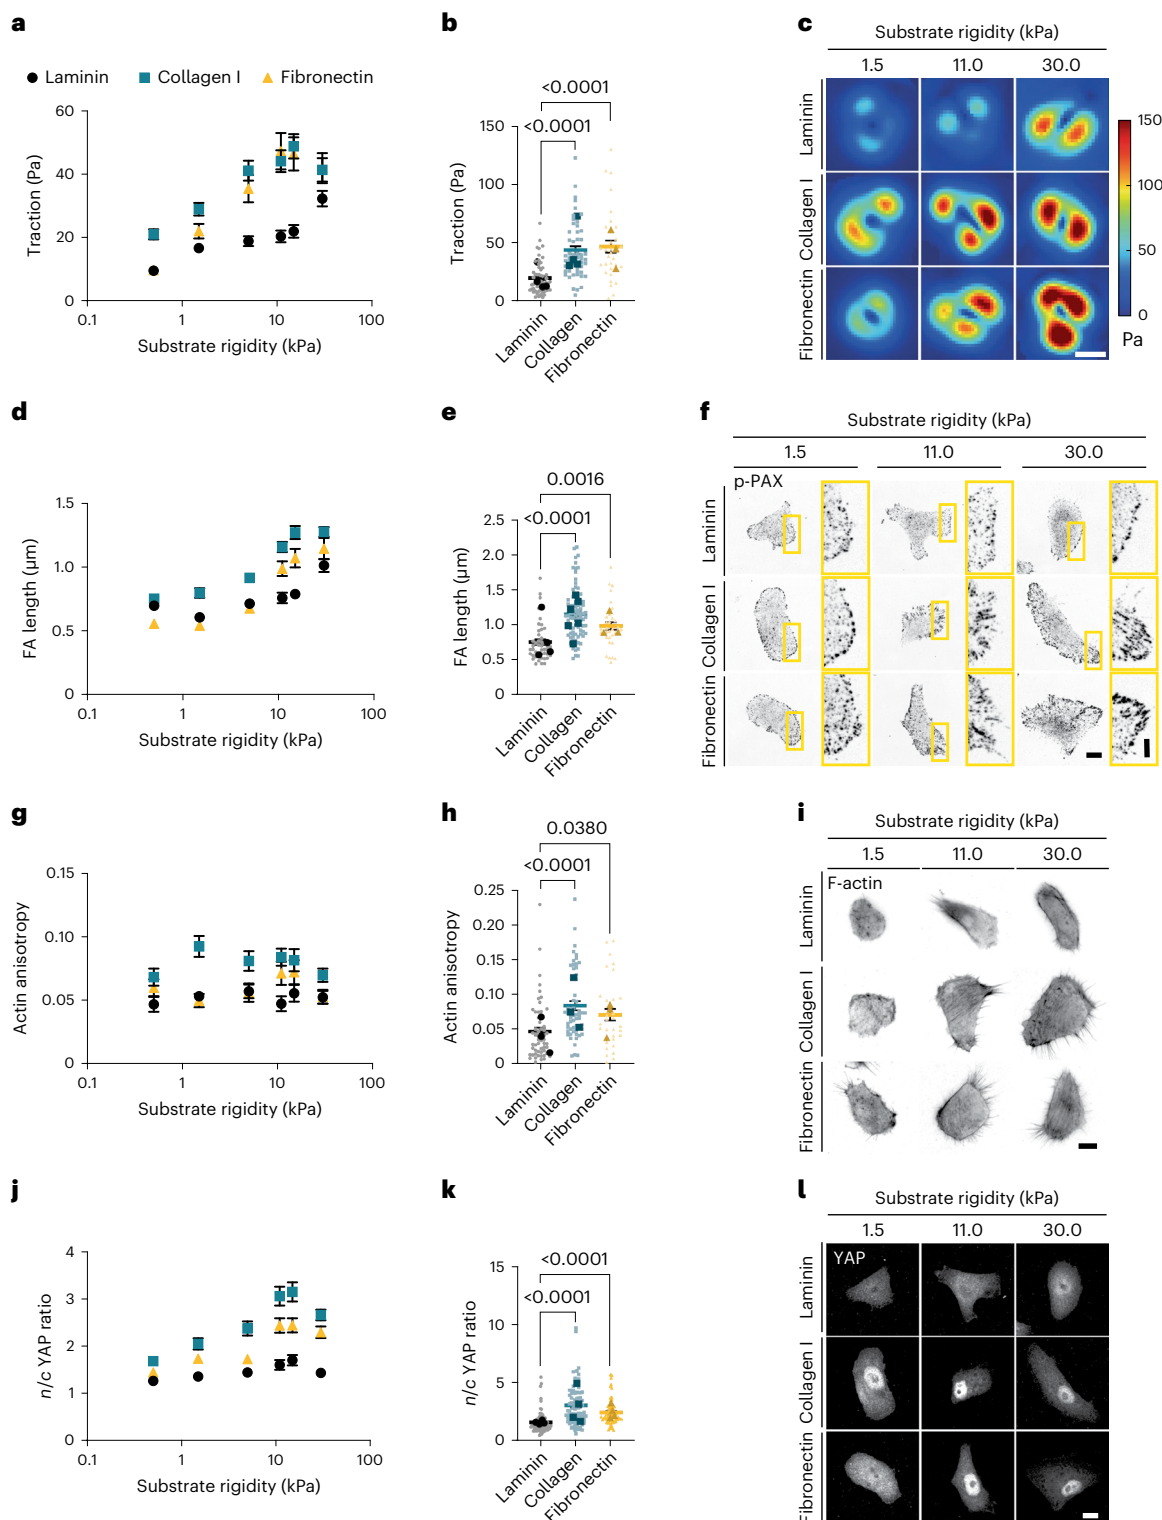 a
Laminin
Collagen I
Fibronectin
Traction (Pa)
60
40
20
0
0.1
1
10
100
Substrate rigidity (kPa)
b
<0.0001
<0.0001
Traction (Pa)
150
100
50
0
Laminin
Collagen
Fibronectin
c
Substrate rigidity (kPa)
1.5
11.0
30.0
Laminin
Collagen I
Fibronectin
150
100
50
0
Pa
d
FA length (µm)
1.5
1.0
0.5
0
0.1
1
10
100
Substrate rigidity (kPa)
e
0.0016
<0.0001
FA length (µm)
2.5
2.0
1.5
1.0
0.5
0
Laminin
Collagen
Fibronectin
f
Substrate rigidity (kPa)
1.5
11.0
30.0
p-PAX
Laminin
Collagen I
Fibronectin
g
Actin anisotropy
0.15
0.10
0.05
0
0.1
1
10
100
Substrate rigidity (kPa)
h
0.0380
<0.0001
Actin anisotropy
0.25
0.20
0.15
0.10
0.05
0
Laminin
Collagen
Fibronectin
i
Substrate rigidity (kPa)
1.5
11.0
30.0
F-actin
Laminin
Collagen I
Fibronectin
j
n/c YAP ratio
4
3
2
1
0
0.1
1
10
100
Substrate rigidity (kPa)
k
<0.0001
<0.0001
n/c YAP ratio
15
10
5
0
Laminin
Collagen
Fibronectin
l
Substrate rigidity (kPa)
1.5
11.0
30.0
YAP
Laminin
Collagen I
Fibronectin